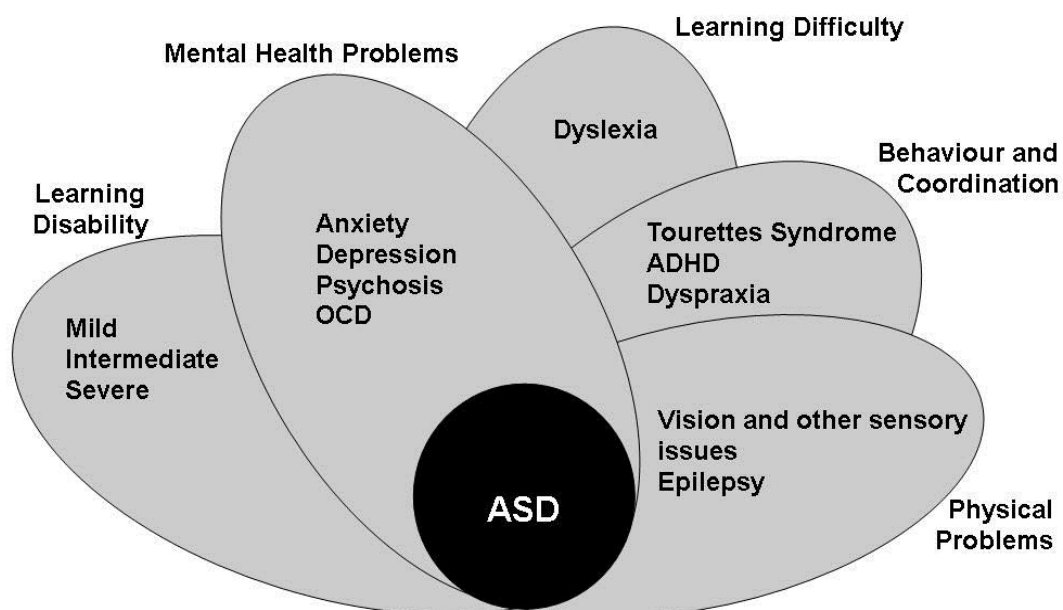 Learning Difficulty
Mental Health Problems
Dyslexia
Behaviour and
Coordination
Learning
Disability
Anxiety
Depression
Psychosis
OCD
Tourettes Syndrome
ADHD
Dyspraxia
Mild
Intermediate
Severe
Vision and other sensory
issues
Epilepsy
ASD
Physical
Problems